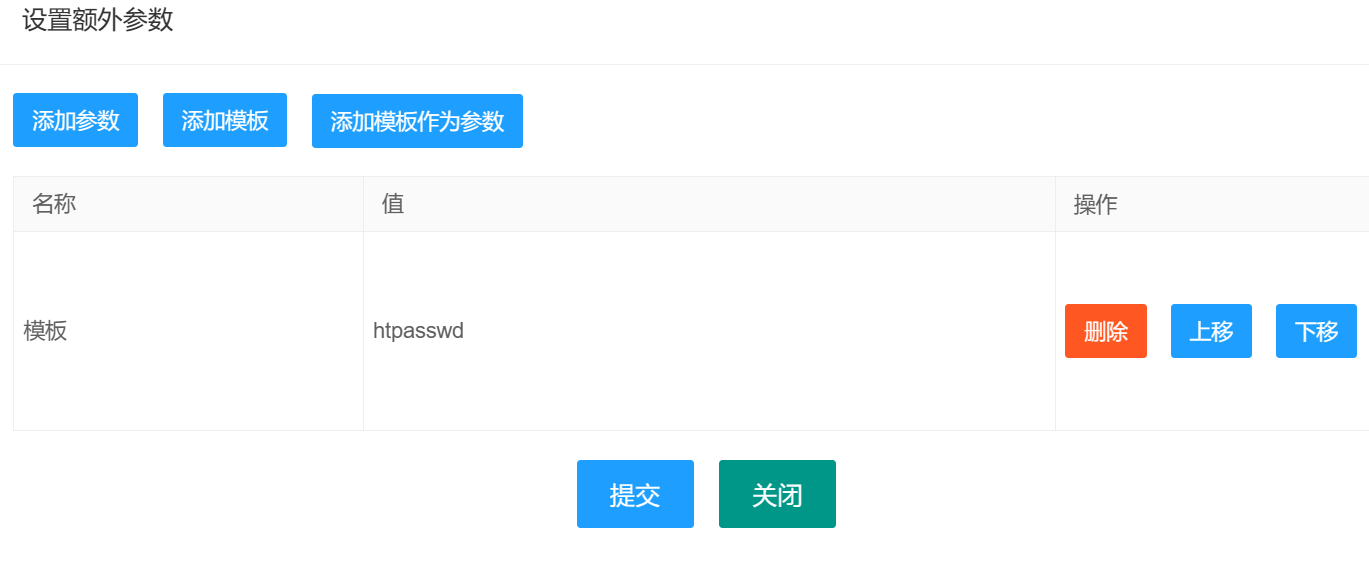 设置额外参数
添加参数 添加模板 添加模板作为参数
名称 值 操作
模板 htpasswd 删除 上移 下移
提交 关闭